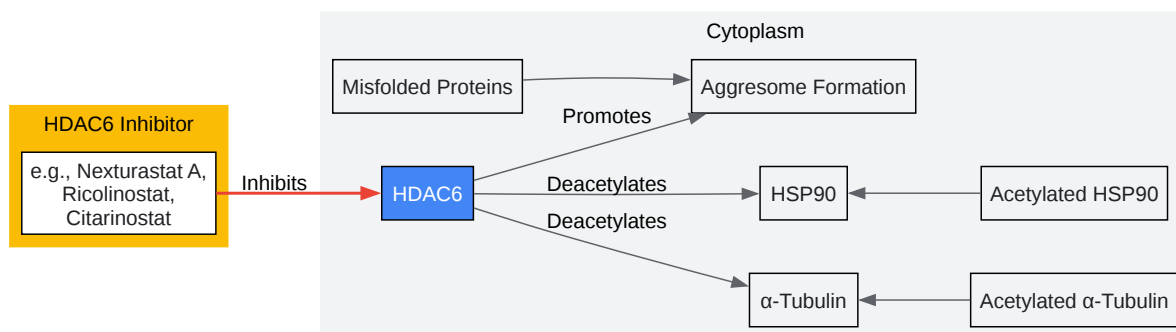 Cytoplasm
Misfolded Proteins
Aggresome Formation
HDAC6 Inhibitor
Promotes
e.g., Nexturastat A,
Ricolinostat,
Citarinostat
Inhibits
HDAC6
Deacetylates
HSP90
Acetylated HSP90
Deacetylates
α-Tubulin
Acetylated α-Tubulin